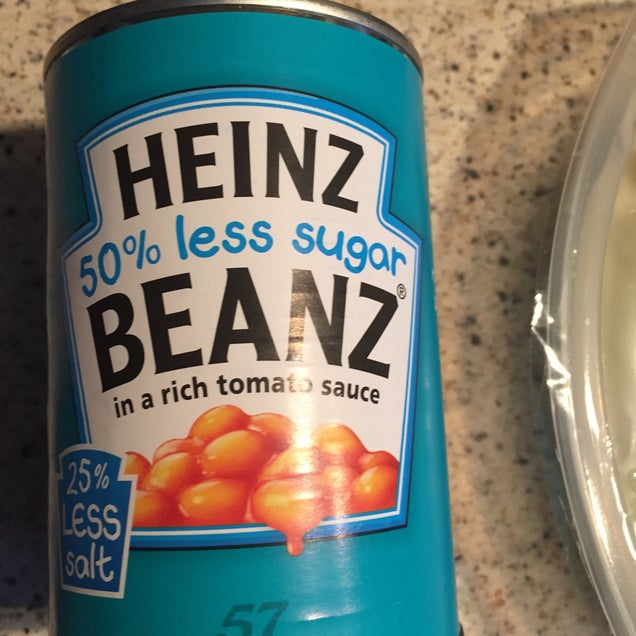 HEINZ
50% less sugar
BEANZ®
in a rich tomato sauce
25%
LESS
salt
57